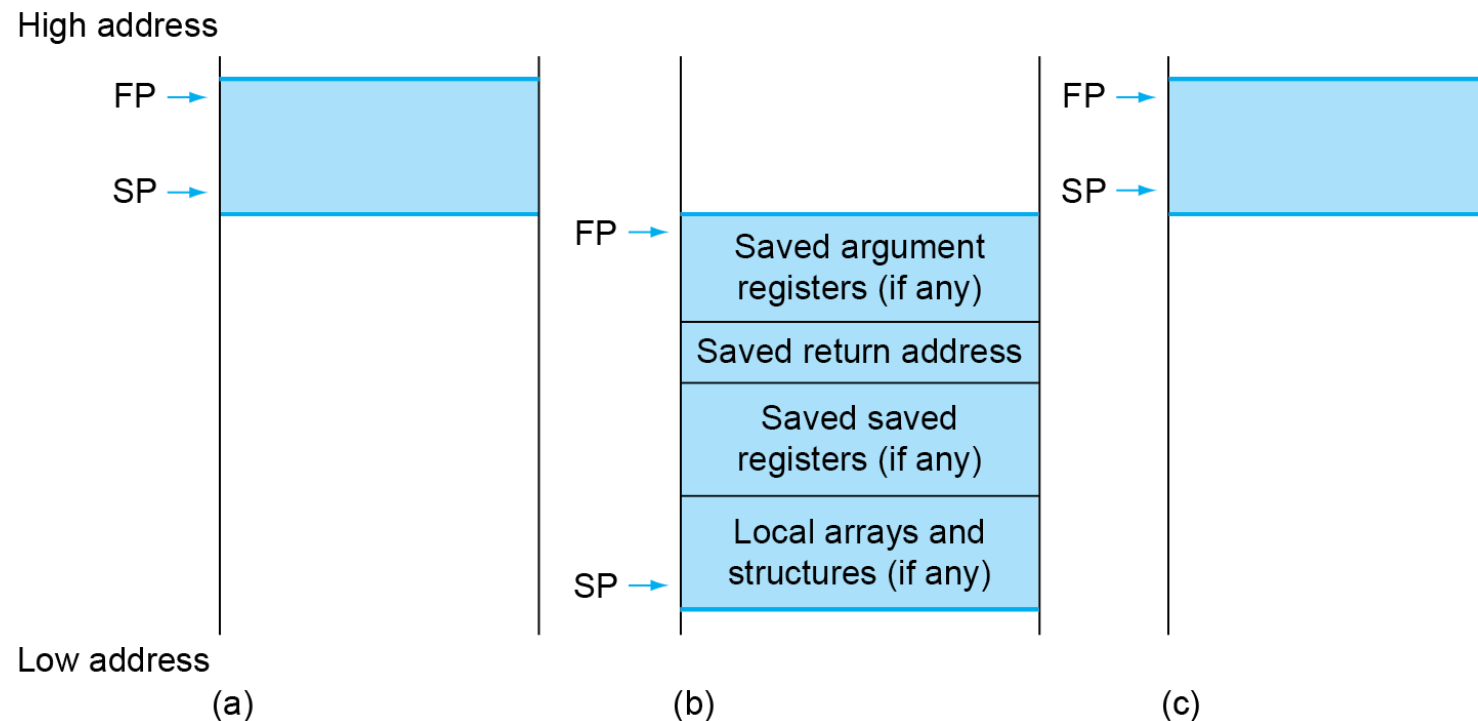 High address
FP
SP
FP
Saved argument
registers (if any)
Saved return address
Saved saved
registers (if any)
Local arrays and
structures (if any)
SP
FP
SP
Low address
(a)
(b)
(c)